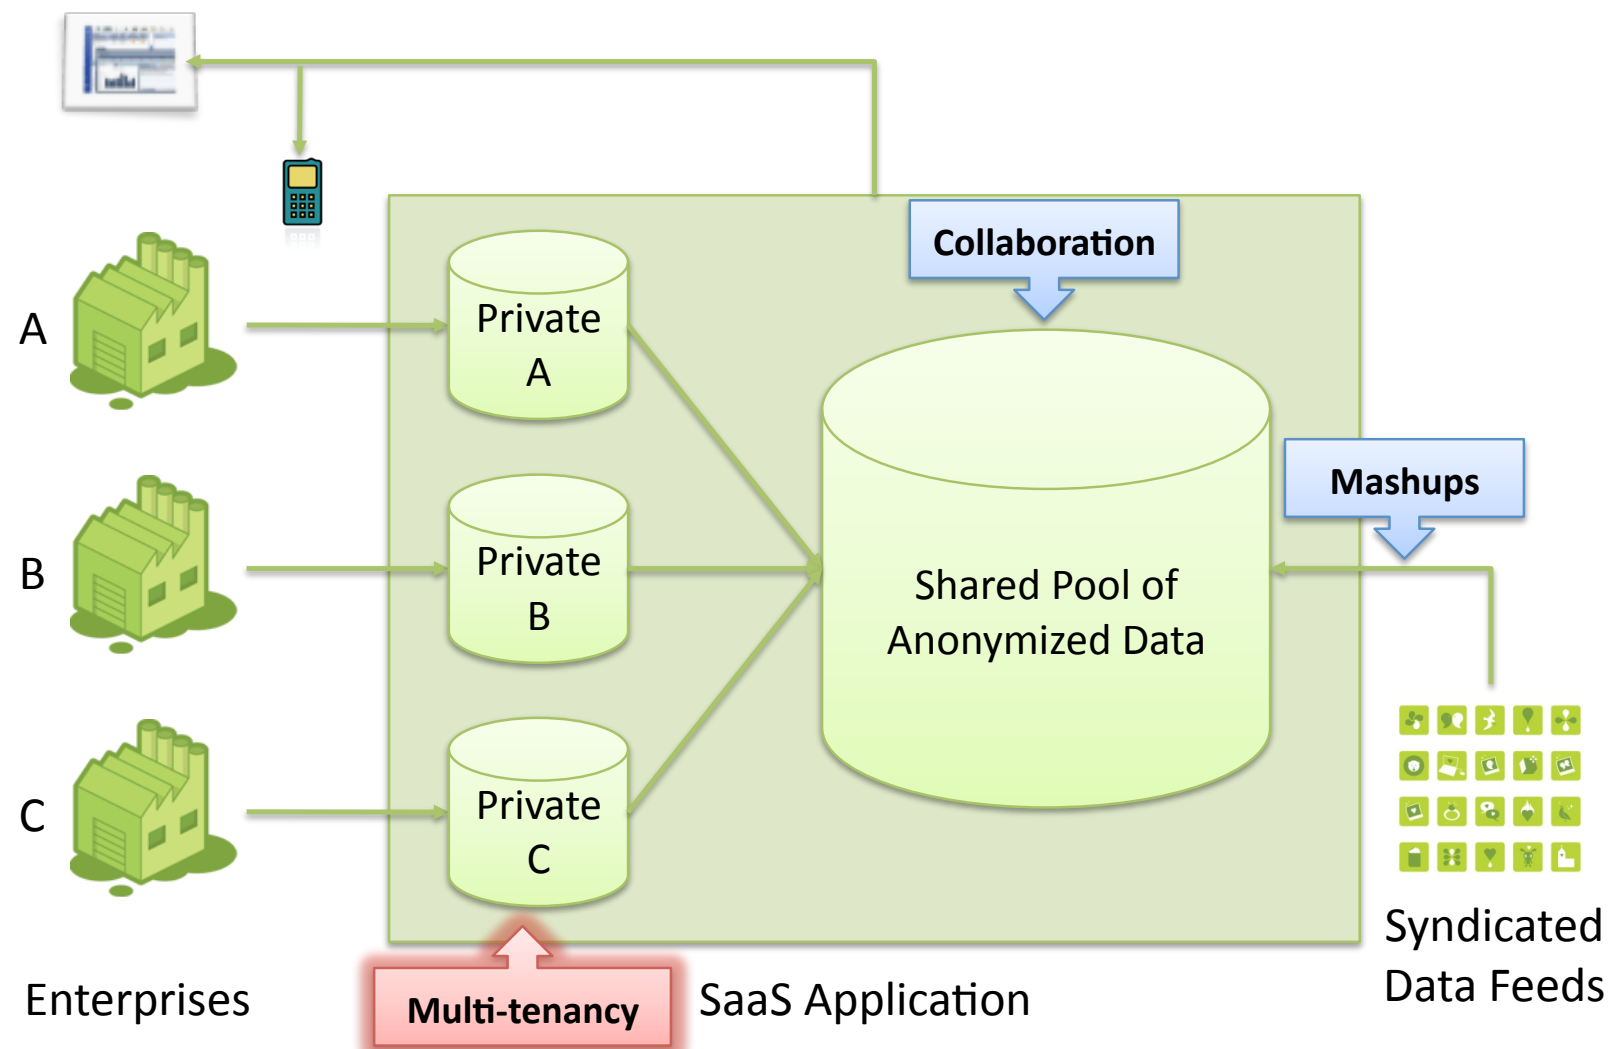 Collaboration
A
Private
A
Mashups
B
Private
B
Shared Pool of
Anonymized Data
C
Private
C
Syndicated
Data Feeds
Enterprises
Multi-tenancy
SaaS Application